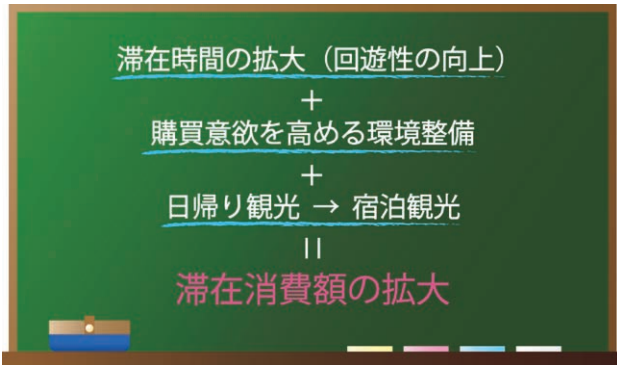 滞在時間の拡大（回遊性の向上）
＋
購買意欲を高める環境整備
＋
日帰り観光 → 宿泊観光
＝
滞在消費額の拡大